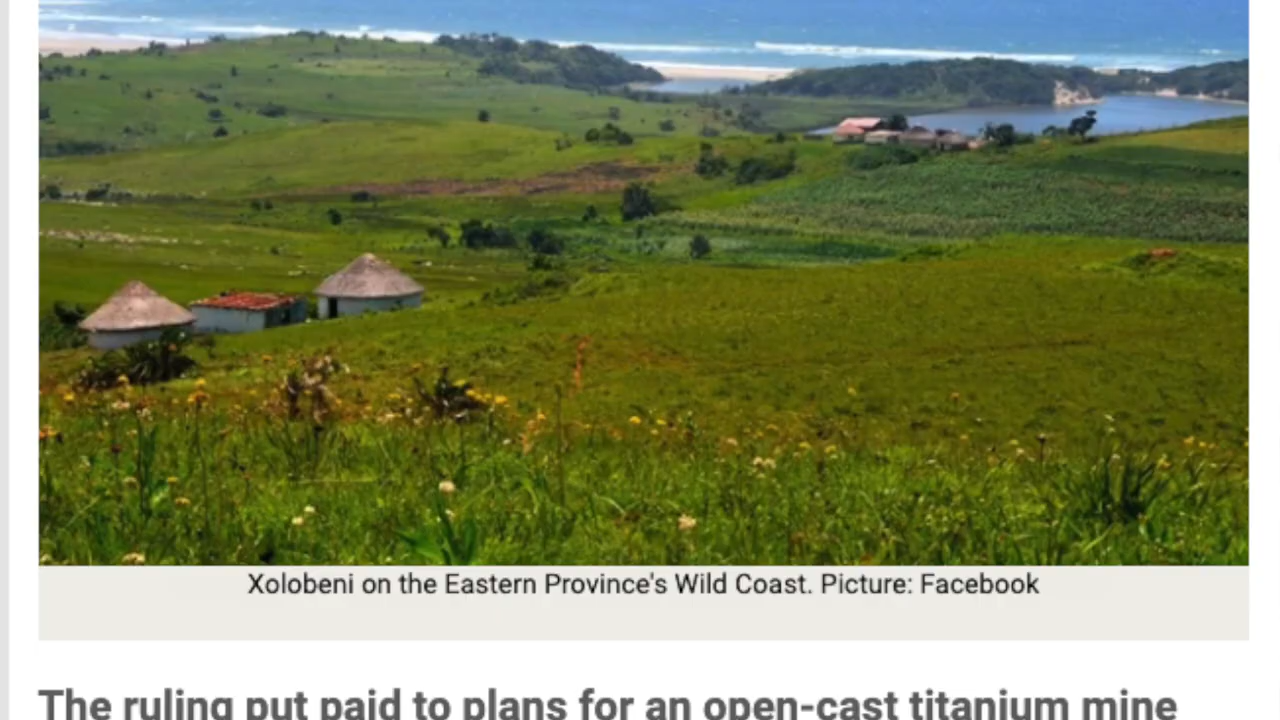 Xolobeni on the Eastern Province's Wild Coast. Picture: Facebook
The ruling put paid to plans for an open-cast titanium mine